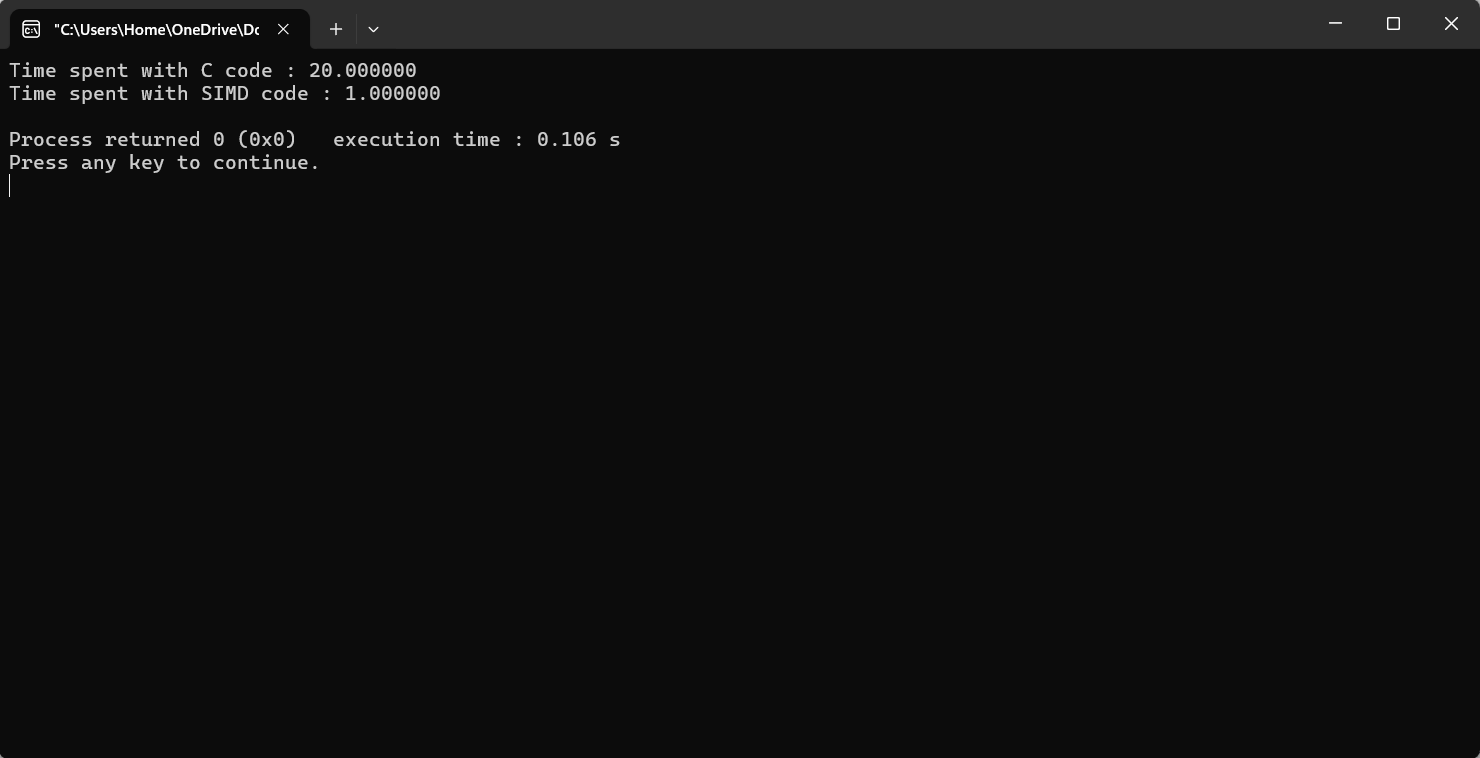 "C:\Users\Home\OneDrive\Dc
Time spent with C code : 20.000000
Time spent with SIMD code : 1.000000
Process returned 0 (0x0)   execution time : 0.106 s
Press any key to continue.